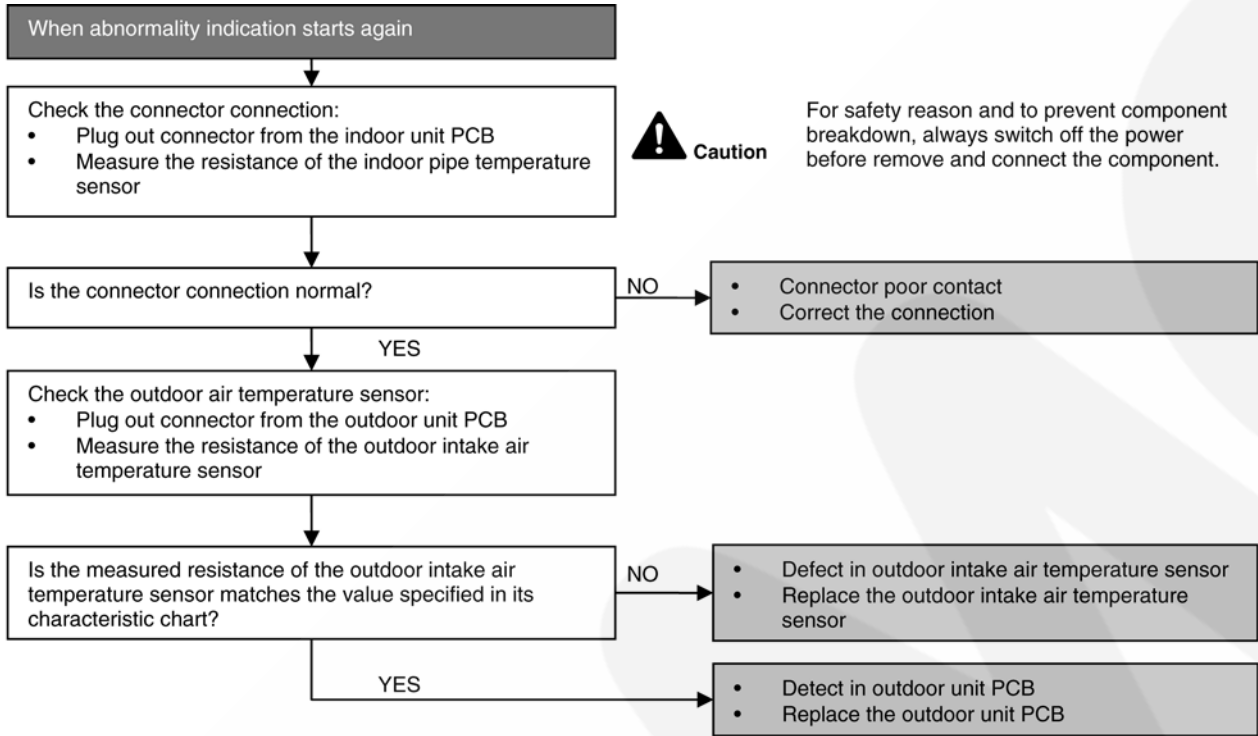 When abnormality indication starts again
Check the connector connection:
• Plug out connector from the indoor unit PCB
• Measure the resistance of the indoor pipe temperature
sensor
Caution
For safety reason and to prevent component
breakdown, always switch off the power
before remove and connect the component.
Is the connector connection normal?
NO
• Connector poor contact
• Correct the connection
YES
Check the outdoor air temperature sensor:
• Plug out connector from the outdoor unit PCB
• Measure the resistance of the outdoor intake air
temperature sensor
Is the measured resistance of the outdoor intake air
temperature sensor matches the value specified in its
characteristic chart?
NO
• Defect in outdoor intake air temperature sensor
• Replace the outdoor intake air temperature
sensor
YES
• Detect in outdoor unit PCB
• Replace the outdoor unit PCB